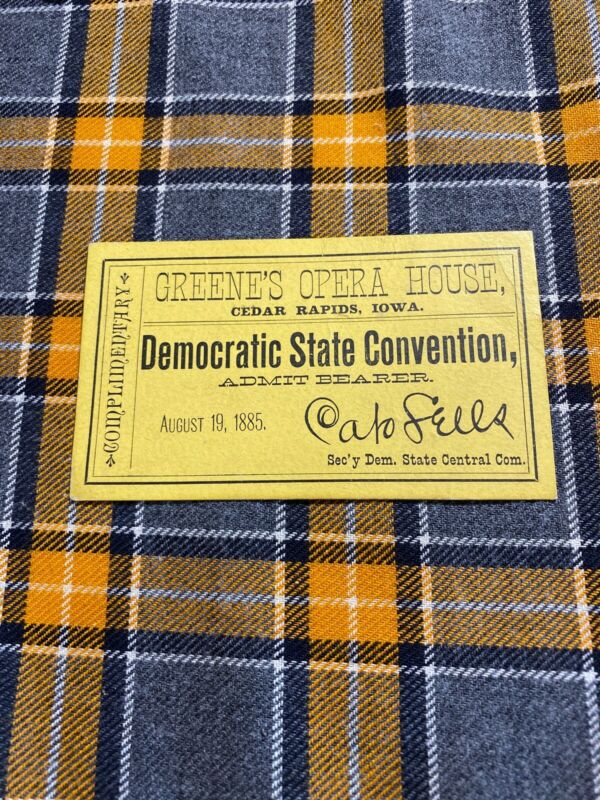 COMPLIMENTARY
GREENE'S OPERA HOUSE,
CEDAR RAPIDS, IOWA.
Democratic State Convention,
ADMIT BEARER.
AUGUST 19, 1885.
Cato Sells
Sec'y Dem. State Central Com.